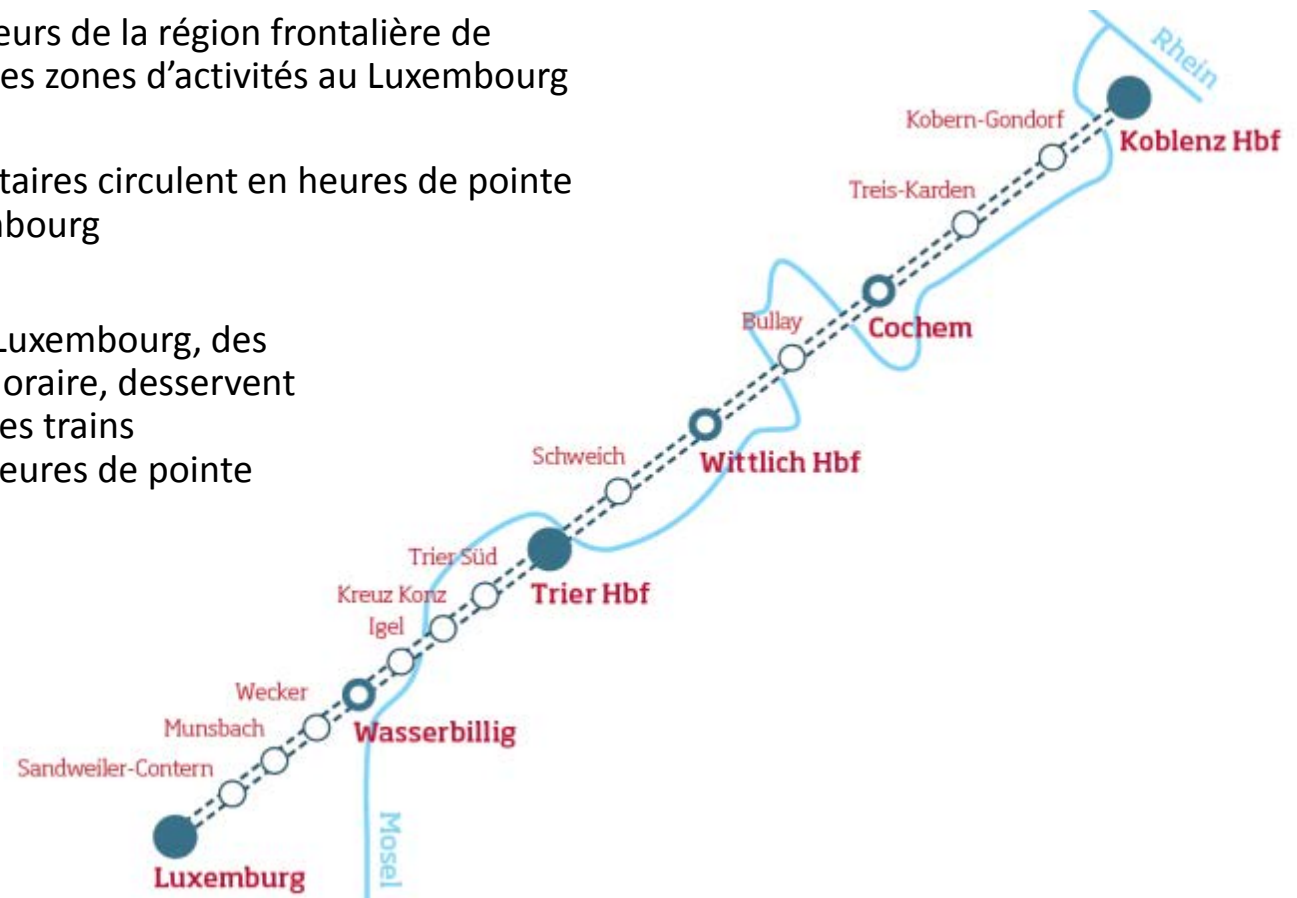 eurs de la région frontalière de
es zones d’activités au Luxembourg
taires circulent en heures de pointe
bourg
Luxembourg, des
oraire, desservent
es trains
eures de pointe
Rhein
Kobern-Gondorf
Koblenz Hbf
Treis-Karden
Bullay
Cochem
Schweich
Wittlich Hbf
Trier Süd
Trier Hbf
Kreuz Konz
Igel
Wecker
Wasserbillig
Munsbach
Sandweiler-Contern
Mosel
Luxemburg